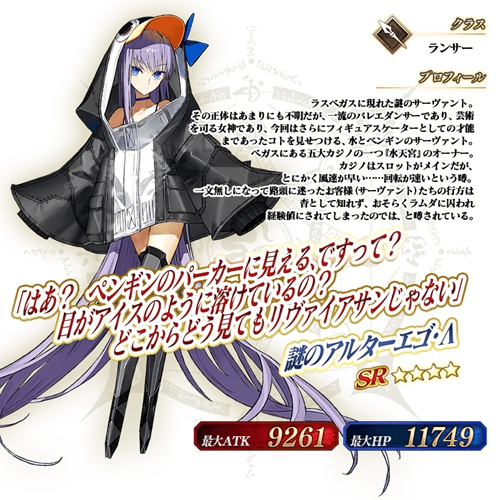 クラス
ランサー
プロフィール
ラスベガスに現れた謎のサーヴァント。
その正体はあまりにも不明だが、一流のバレエダンサーであり、芸術
を司る女神であり、今回はさらにフィギュアスケーターとしての才能
まであったコトを見せつける、水とペンギンのサーヴァント。
ベガスにある五大カジノの一つ『水天宮』のオーナー。
カジノはスロットがメインだが、
とにかく風速が早い……回転が速いという噂。
一文無しになって路頭に迷ったお客様（サーヴァント）たちの行方は
杳として知れず、おそらくラムダに囚われ
経験値にされてしまったのでは、と噂されている。
「はあ？ ペンギンのパーカーに見える、ですって？
目がアイスのように溶けているの？
どこからどう見てもリヴァイアサンじゃない」
謎のアルターエゴ・Λ
SR ★★★★
最大ATK 9261
最大HP 11749